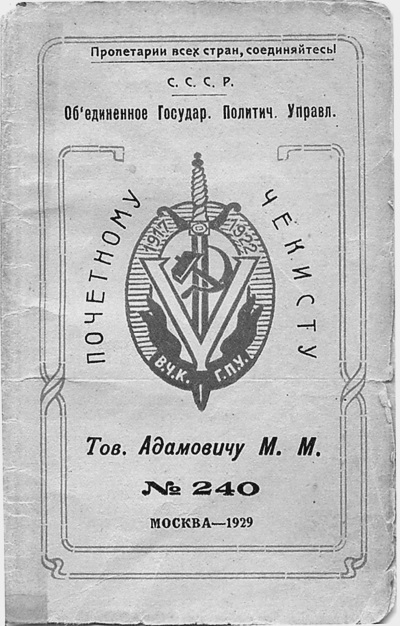 Пролетарии всех стран, соединяйтесь!
С. С. С. Р.
Об'единенное Государ. Политич. Управл.
ПОЧЕТНОМУ ЧЕКИСТУ
1917 1922
В.Ч.К. Г.П.У.
Тов. Адамовичу М. М.
№ 240
МОСКВА—1929